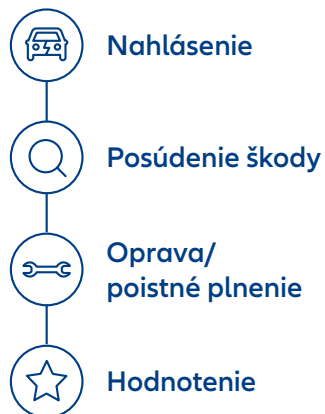 Nahlásenie
Posúdenie škody
Oprava/
poistné plnenie
Hodnotenie